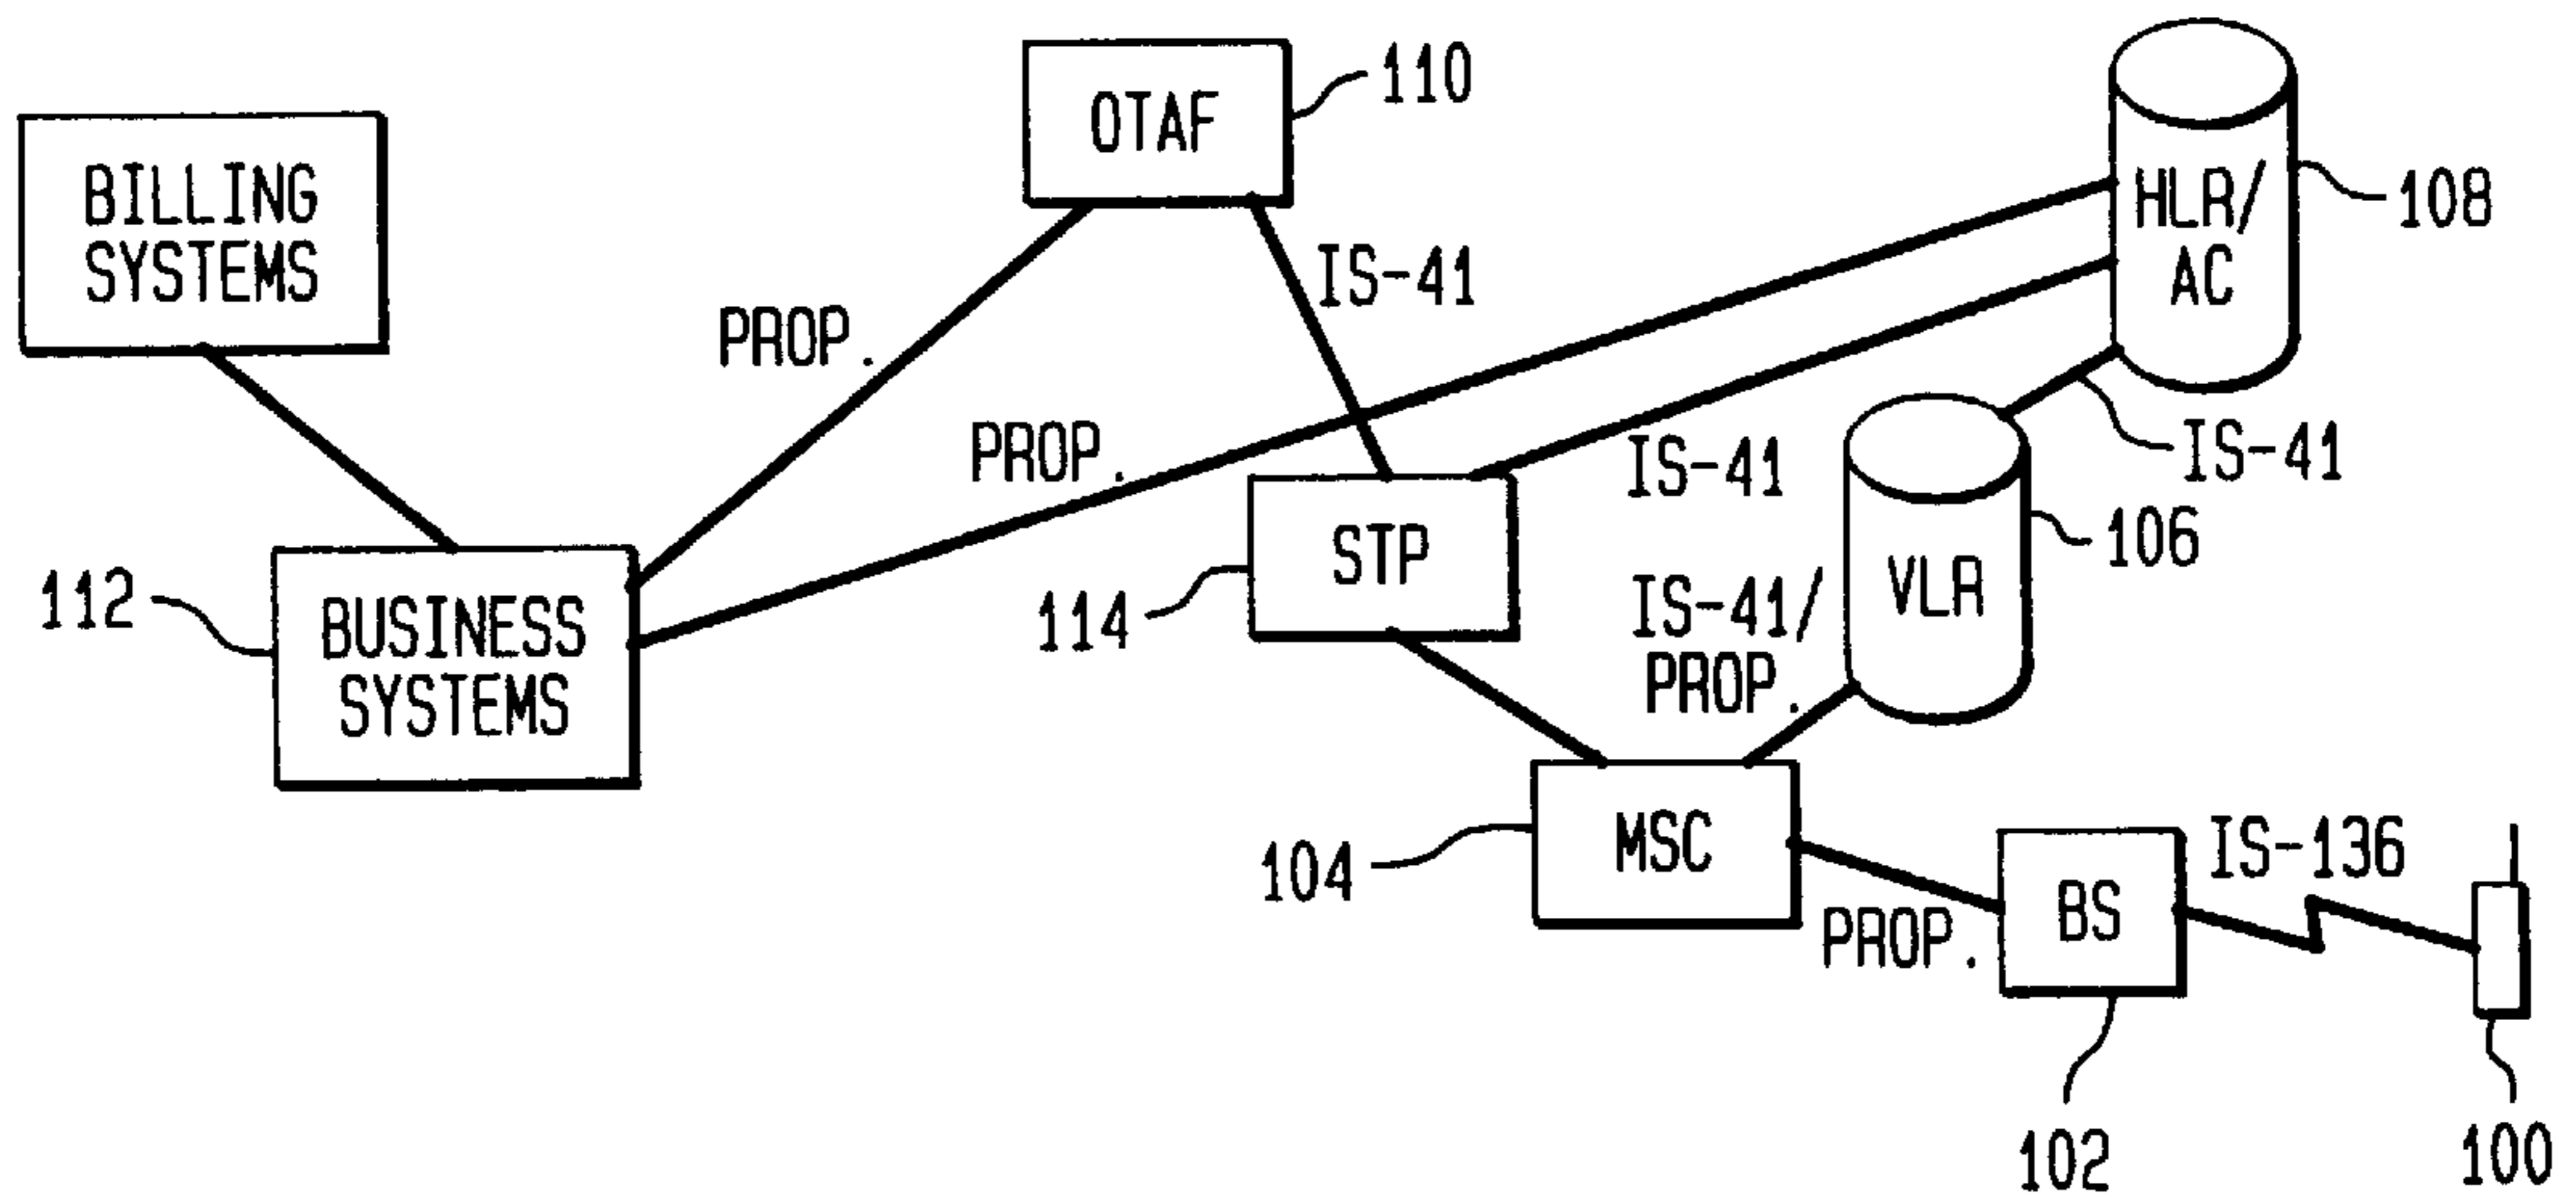 OTAF
110
BILLING
SYSTEMS
HLR/
AC
108
IS-41
PROP.
PROP.
IS-41
IS-41
106
STP
114
VLR
112
BUSINESS
SYSTEMS
IS-41/
PROP.
MSC
104
IS-136
BS
PROP.
102
100